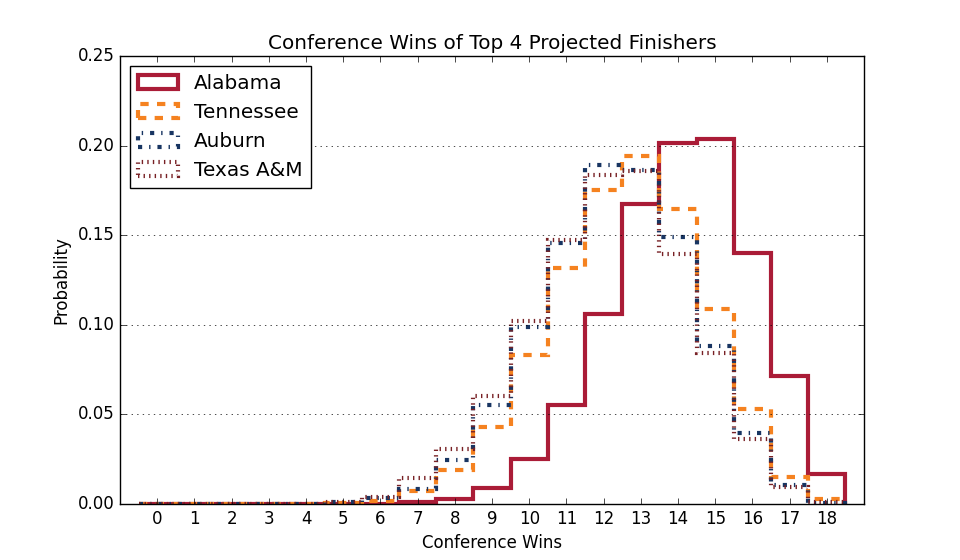 Conference Wins of Top 4 Projected Finishers
Alabama
Tennessee
Auburn
Texas A&M
0.25
0.20
0.15
0.10
0.05
0.00
Probability
0 1 2 3 4 5 6 7 8 9 10 11 12 13 14 15 16 17 18
Conference Wins